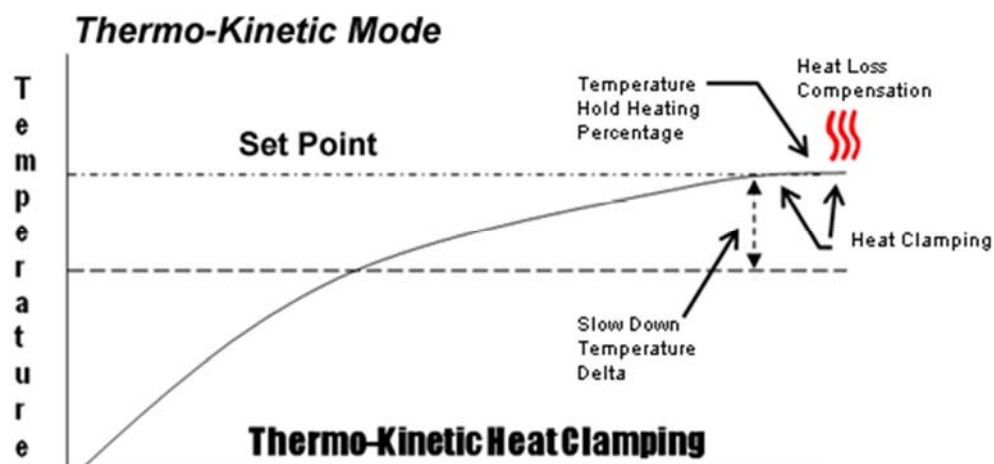 Thermo-Kinetic Mode
Temperature
Set Point
Temperature
Hold Heating
Percentage
Heat Loss
Compensation
Heat Clamping
Slow Down
Temperature
Delta
Thermo-Kinetic Heat Clamping